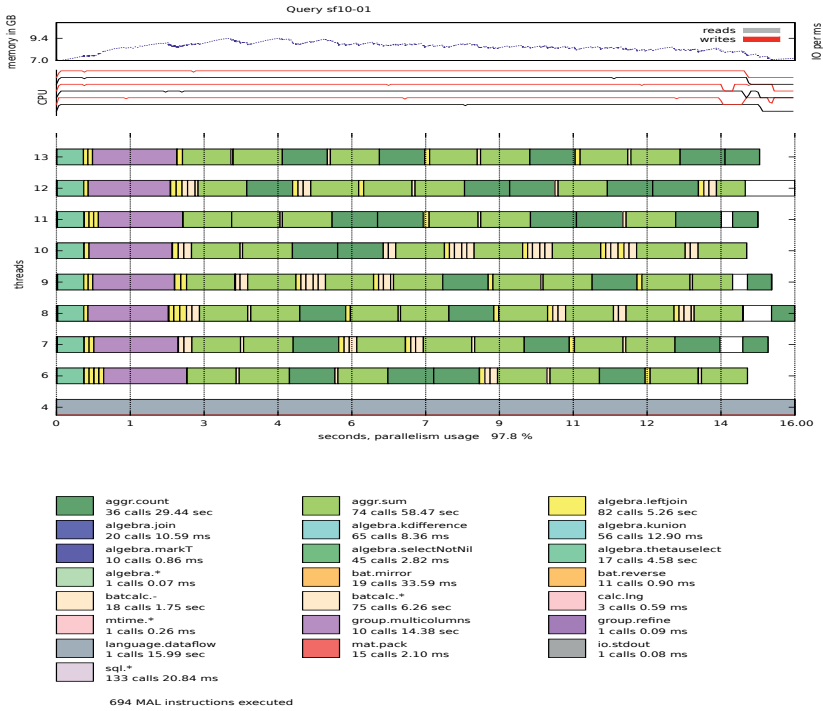 Query sf10-01
memory in GB
9.4
7.0
reads
writes
IO per ms
CPU
threads
13
12
11
10
9
8
7
6
4
0 1 3 4 6 7 9 11 12 14 16.00
seconds, parallelism usage 97.8 %
aggr.count
36 calls 29.44 sec
aggr.sum
74 calls 58.47 sec
algebra.leftjoin
82 calls 5.26 sec
algebra.join
20 calls 10.59 ms
algebra.kdifference
65 calls 8.36 ms
algebra.kunion
56 calls 12.90 ms
algebra.markT
10 calls 0.86 ms
algebra.selectNotNil
45 calls 2.82 ms
algebra.thetauselect
17 calls 4.58 sec
algebra.*
1 calls 0.07 ms
bat.mirror
19 calls 33.59 ms
bat.reverse
11 calls 0.90 ms
batcalc.-
18 calls 1.75 sec
batcalc.*
75 calls 6.26 sec
calc.lng
3 calls 0.59 ms
mtime.*
1 calls 0.26 ms
group.multicolumns
10 calls 14.38 sec
group.refine
1 calls 0.09 ms
language.dataflow
1 calls 15.99 sec
mat.pack
15 calls 2.10 ms
io.stdout
1 calls 0.08 ms
sql.*
133 calls 20.84 ms
694 MAL instructions executed